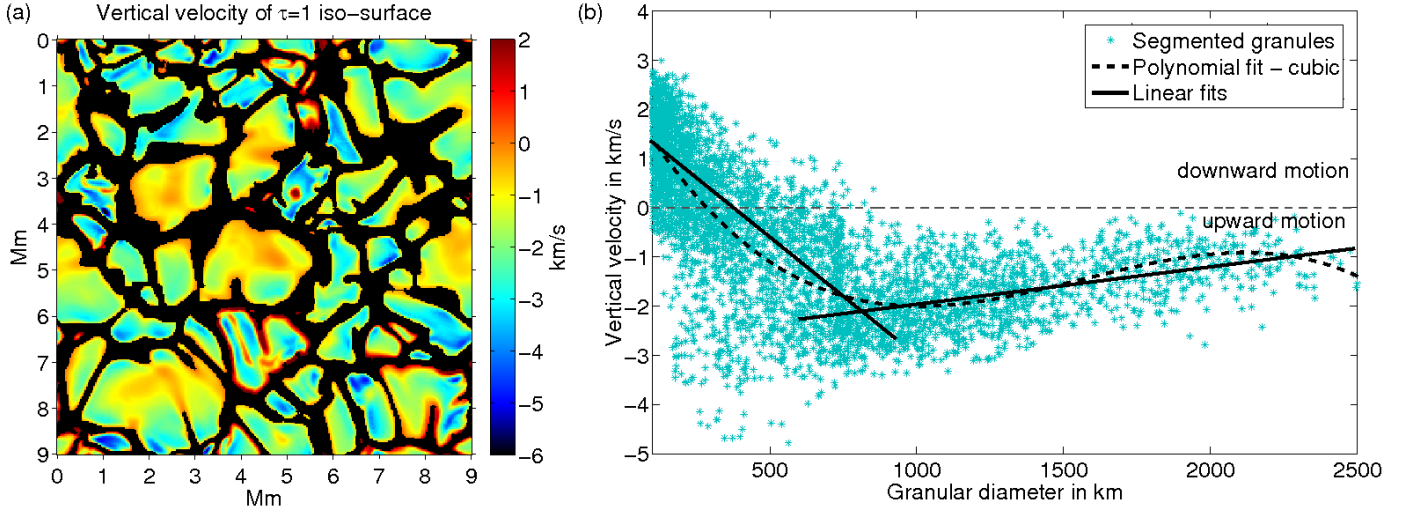 (a)
Vertical velocity of τ=1 iso-surface
0
1
2
3
4
5
6
7
8
9
Mm
0 1 2 3 4 5 6 7 8 9
Mm
2
1
0
-1
-2
-3
-4
-5
-6
km/s
(b)
4
3
2
1
0
-1
-2
-3
-4
-5
Vertical velocity in km/s
Segmented granules
Polynomial fit - cubic
Linear fits
downward motion
upward motion
500 1000 1500 2000 2500
Granular diameter in km